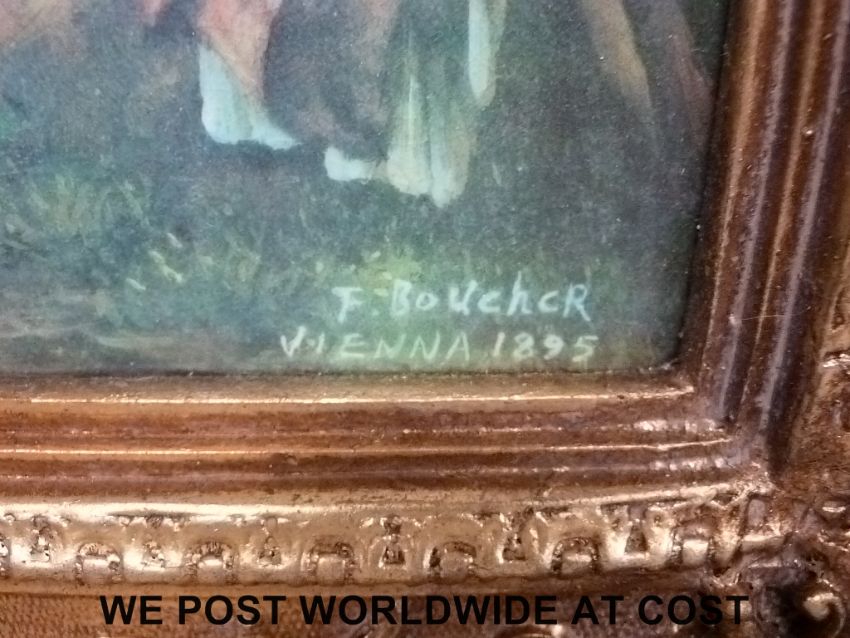 F. BoUcheR
VIENNA 1895
WE POST WORLDWIDE AT COST